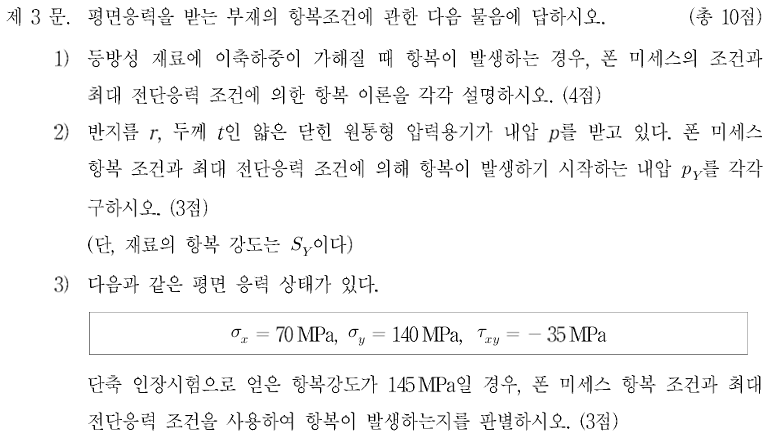 제 3 문. 평면응력을 받는 부재의 항복조건에 관한 다음 물음에 답하시오. (총 10점)
1) 등방성 재료에 이축하중이 가해질 때 항복이 발생하는 경우, 폰 미세스의 조건과
최대 전단응력 조건에 의한 항복 이론을 각각 설명하시오. (4점)
2) 반지름 r, 두께 t인 얇은 닫힌 원통형 압력용기가 내압 p를 받고 있다. 폰 미세스
항복 조건과 최대 전단응력 조건에 의해 항복이 발생하기 시작하는 내압 p_Y를 각각
구하시오. (3점)
(단, 재료의 항복 강도는 S_Y이다)
3) 다음과 같은 평면 응력 상태가 있다.
σ_x = 70 MPa, σ_y = 140 MPa, τ_xy = − 35 MPa
단축 인장시험으로 얻은 항복강도가 145 MPa일 경우, 폰 미세스 항복 조건과 최대
전단응력 조건을 사용하여 항복이 발생하는지를 판별하시오. (3점)